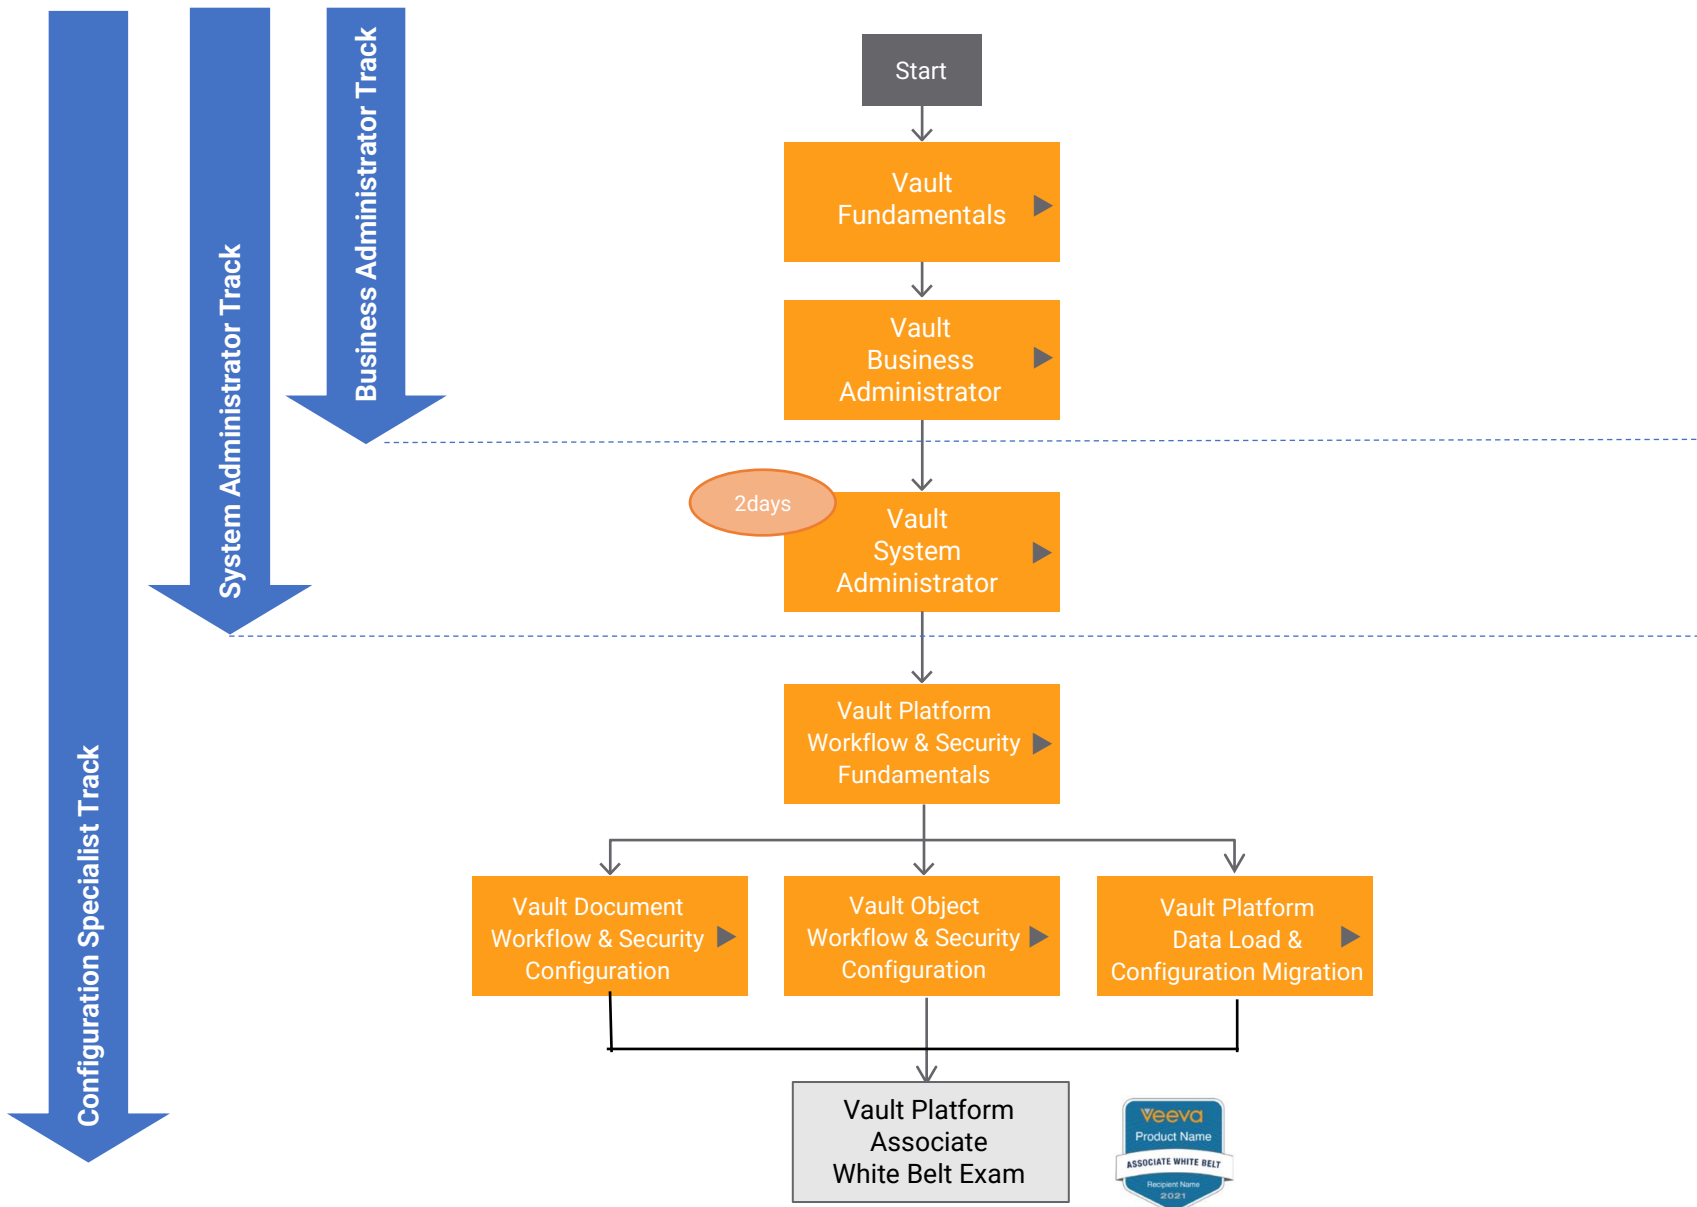 Business Administrator Track
System Administrator Track
Configuration Specialist Track
Start
Vault
Fundamentals
Vault
Business
Administrator
2days
Vault
System
Administrator
Vault Platform
Workflow & Security
Fundamentals
Vault Document
Workflow & Security
Configuration
Vault Object
Workflow & Security
Configuration
Vault Platform
Data Load &
Configuration Migration
Vault Platform
Associate
White Belt Exam
Veeva
Product Name
ASSOCIATE WHITE BELT
Recipient Name
2021